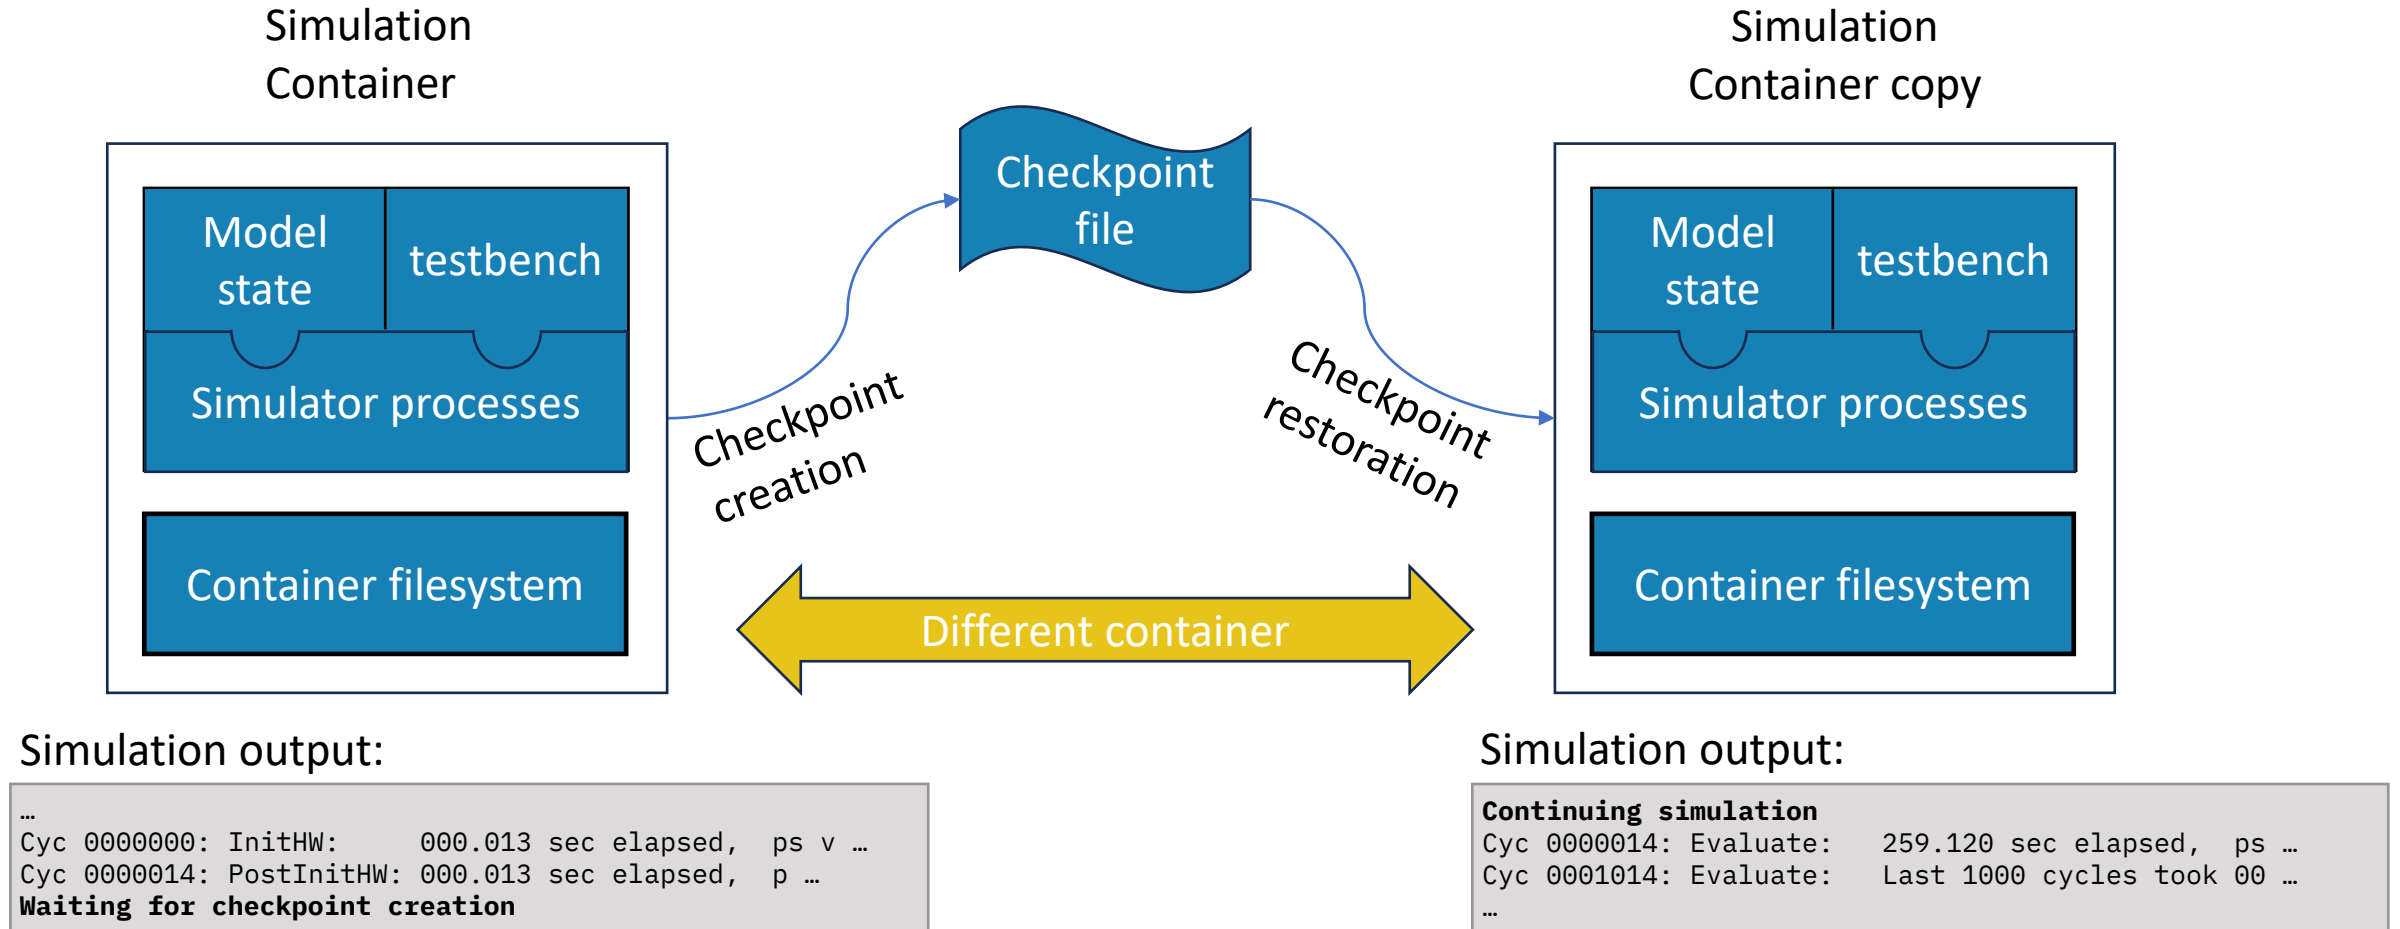 Simulation
Container
Simulation
Container copy
Checkpoint
file
Model
state
testbench
Simulator processes
Container filesystem
Checkpoint
creation
Checkpoint
restoration
Different container
Model
state
testbench
Simulator processes
Container filesystem
Simulation output:
…
Cyc 0000000: InitHW:     000.013 sec elapsed,  ps v …
Cyc 0000014: PostInitHW: 000.013 sec elapsed,  p …
Waiting for checkpoint creation
Simulation output:
Continuing simulation
Cyc 0000014: Evaluate:   259.120 sec elapsed,  ps …
Cyc 0001014: Evaluate:   Last 1000 cycles took 00 …
…